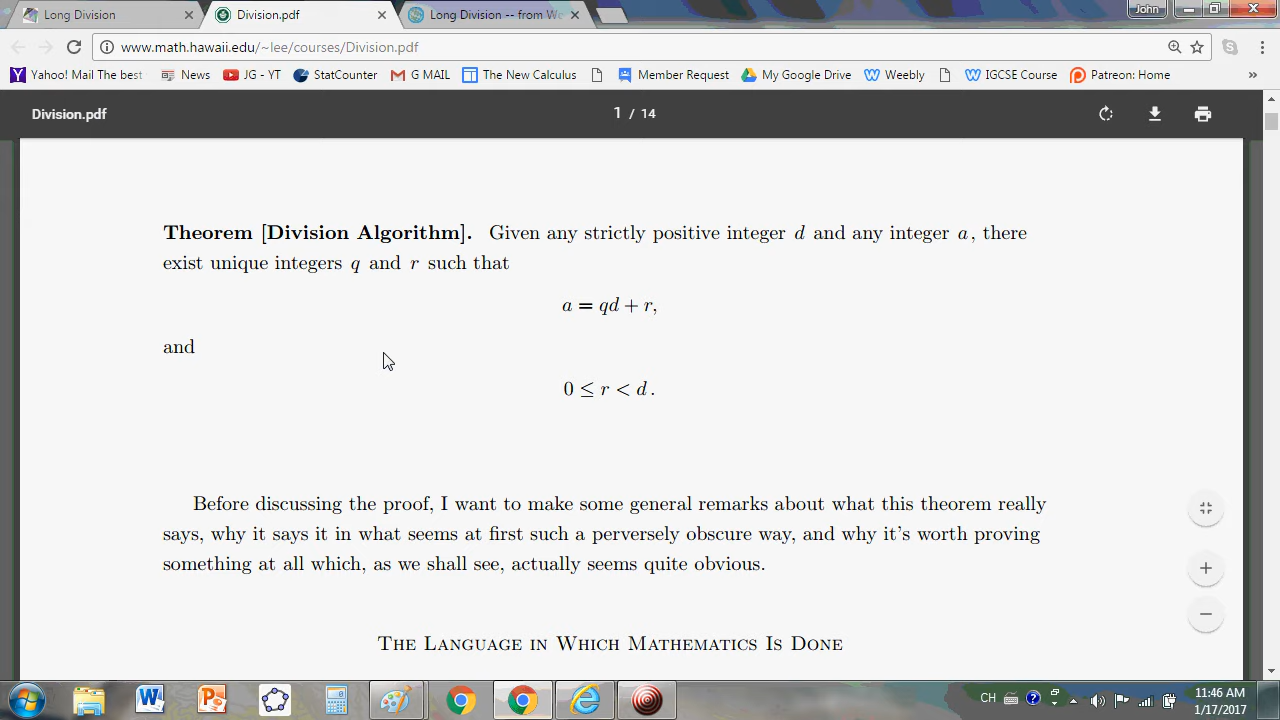 Long Division
Division.pdf
Long Division -- from W
John
www.math.hawaii.edu/~lee/courses/Division.pdf
Yahoo! Mail The best
News
JG - YT
StatCounter
G MAIL
The New Calculus
Member Request
My Google Drive
Weebly
IGCSE Course
Patreon: Home
»
Division.pdf
1 / 14
Theorem [Division Algorithm]. Given any strictly positive integer d and any integer a, there
exist unique integers q and r such that
a = qd + r,
and
0 ≤ r < d.
Before discussing the proof, I want to make some general remarks about what this theorem really
says, why it says it in what seems at first such a perversely obscure way, and why it's worth proving
something at all which, as we shall see, actually seems quite obvious.
The Language in Which Mathematics Is Done
CH
11:46 AM
1/17/2017